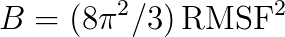 B = (8π²/3) RMSF²